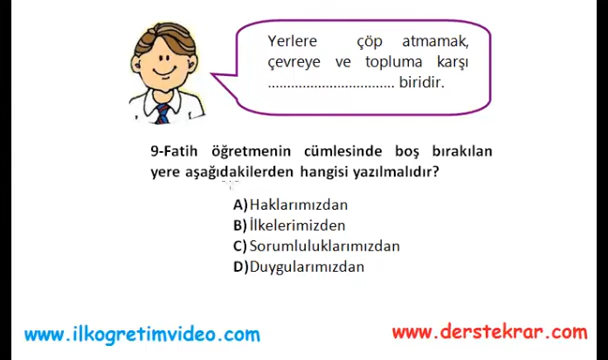 Yerlere çöp atmamak,
çevreye ve topluma karşı
.................................. biridir.
9-Fatih öğretmenin cümlesinde boş bırakılan
yere aşağıdakilerden hangisi yazılmalıdır?
A)Haklarımızdan
B)İlkelerimizden
C)Sorumluluklarımızdan
D)Duygularımızdan
www.ilkogretimvideo.com
www.derstekrar.com